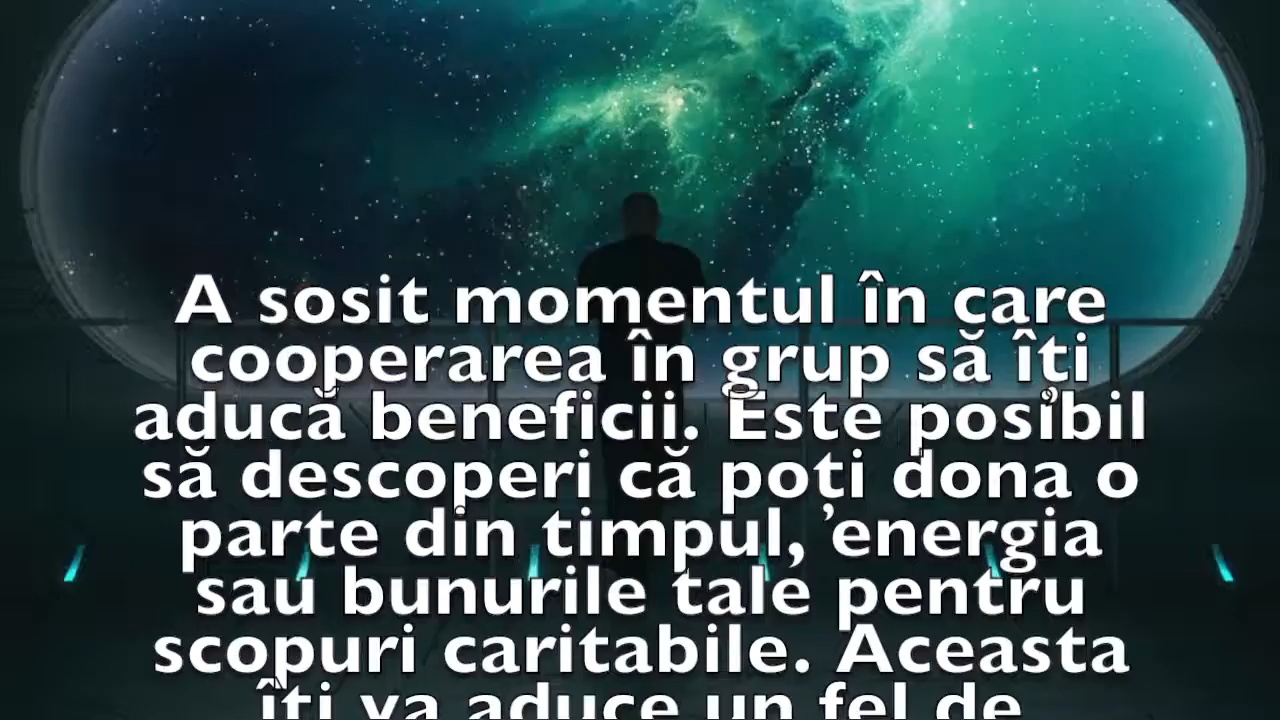 A sosit momentul în care
cooperarea în grup să îți
aducă beneficii. Este posibil
să descoperi că poți dona o
parte din timpul, energia
sau bunurile tale pentru
scopuri caritabile. Aceasta
îți va aduce un fel de